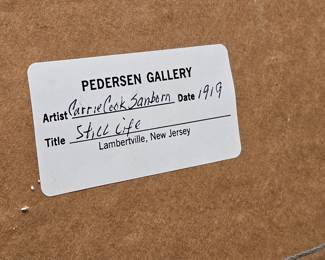 PEDERSEN GALLERY
Artist Carrie Cook Sanborn Date 1919
Title Still Life
Lambertville, New Jersey